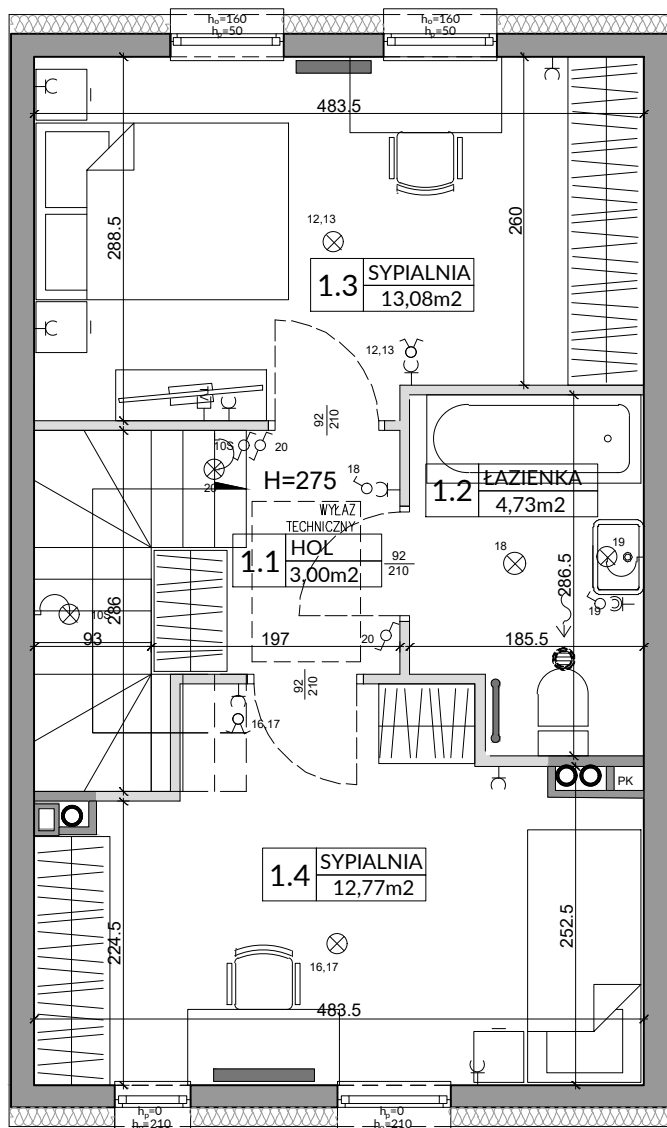 h₀=160
hₚ=50
h₀=160
hₚ=50
483.5
288.5
260
12,13
1.3 SYPIALNIA
13,08m2
12,13
92
210
10S
20
20
H=275
18
1.2 ŁAZIENKA
4,73m2
WYŁAZ
TECHNICZNY
1.1 HOL
3,00m2
92
210
18
19
286.5
286
10S
19
93
197
20
185.5
92
210
16,17
PK
1.4 SYPIALNIA
12,77m2
224.5
252.5
16,17
483.5
hₚ=0
h₀=210
hₚ=0
h₀=210